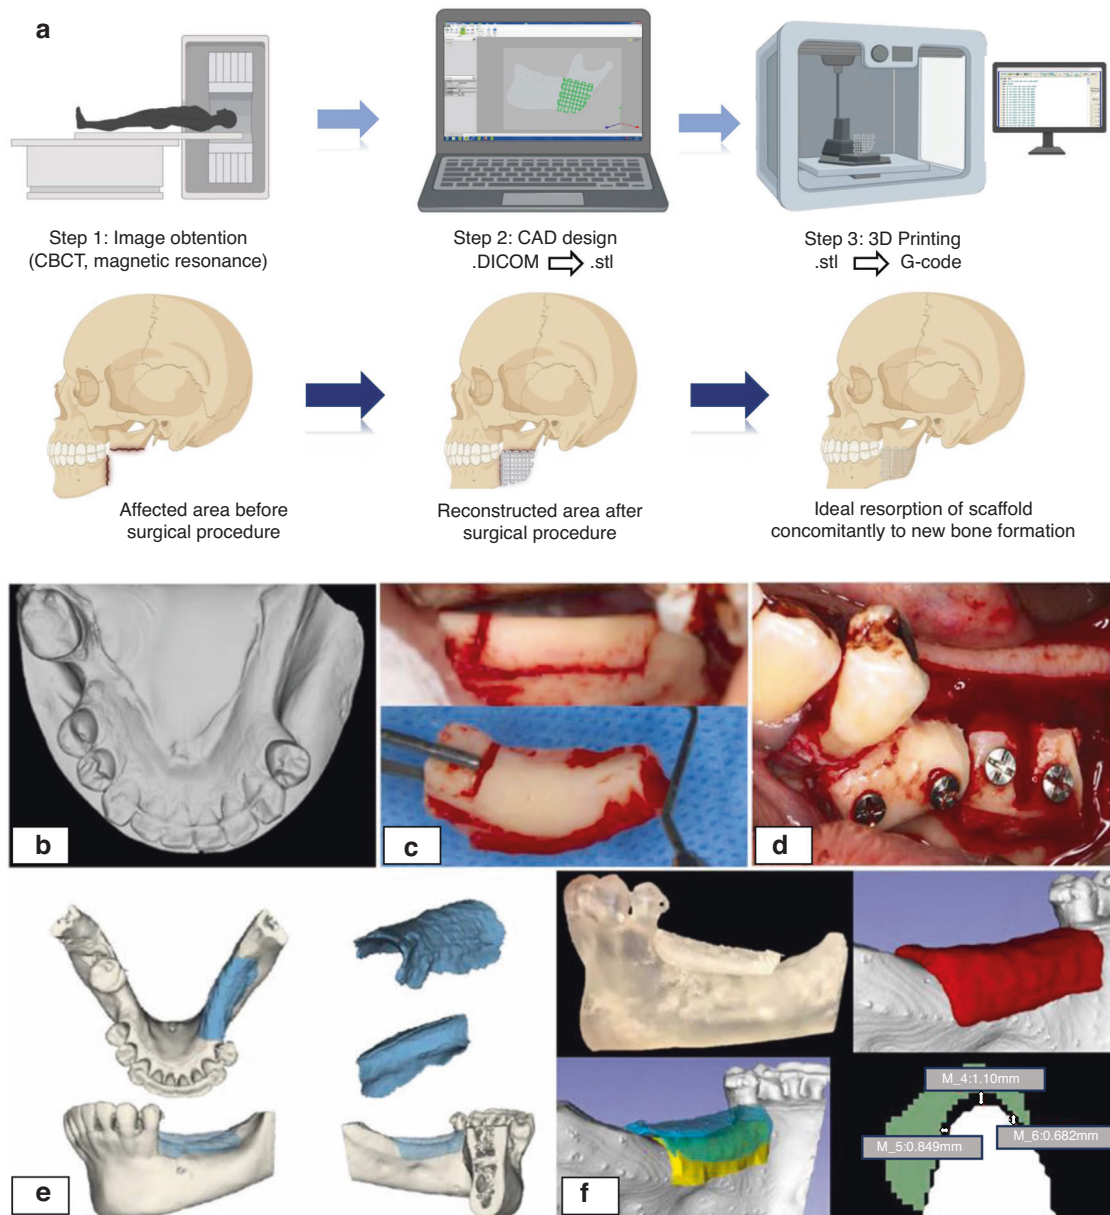 a
Step 1: Image obtention
(CBCT, magnetic resonance)
Step 2: CAD design
.DICOM .stl
Step 3: 3D Printing
.stl G-code
Affected area before
surgical procedure
Reconstructed area after
surgical procedure
Ideal resorption of scaffold
concomitantly to new bone formation
b
c
d
e
f
M_4:1.10mm
M_5:0.849mm
M_6:0.682mm